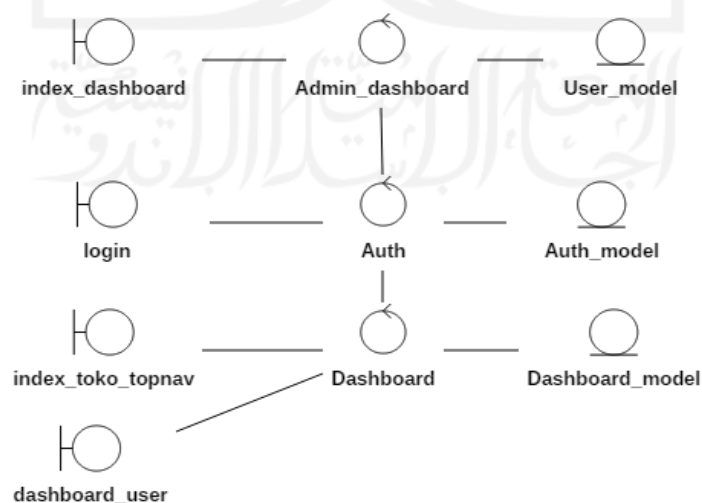 index_dashboard Admin_dashboard User_model
login Auth Auth_model
index_toko_topnav Dashboard Dashboard_model
dashboard_user